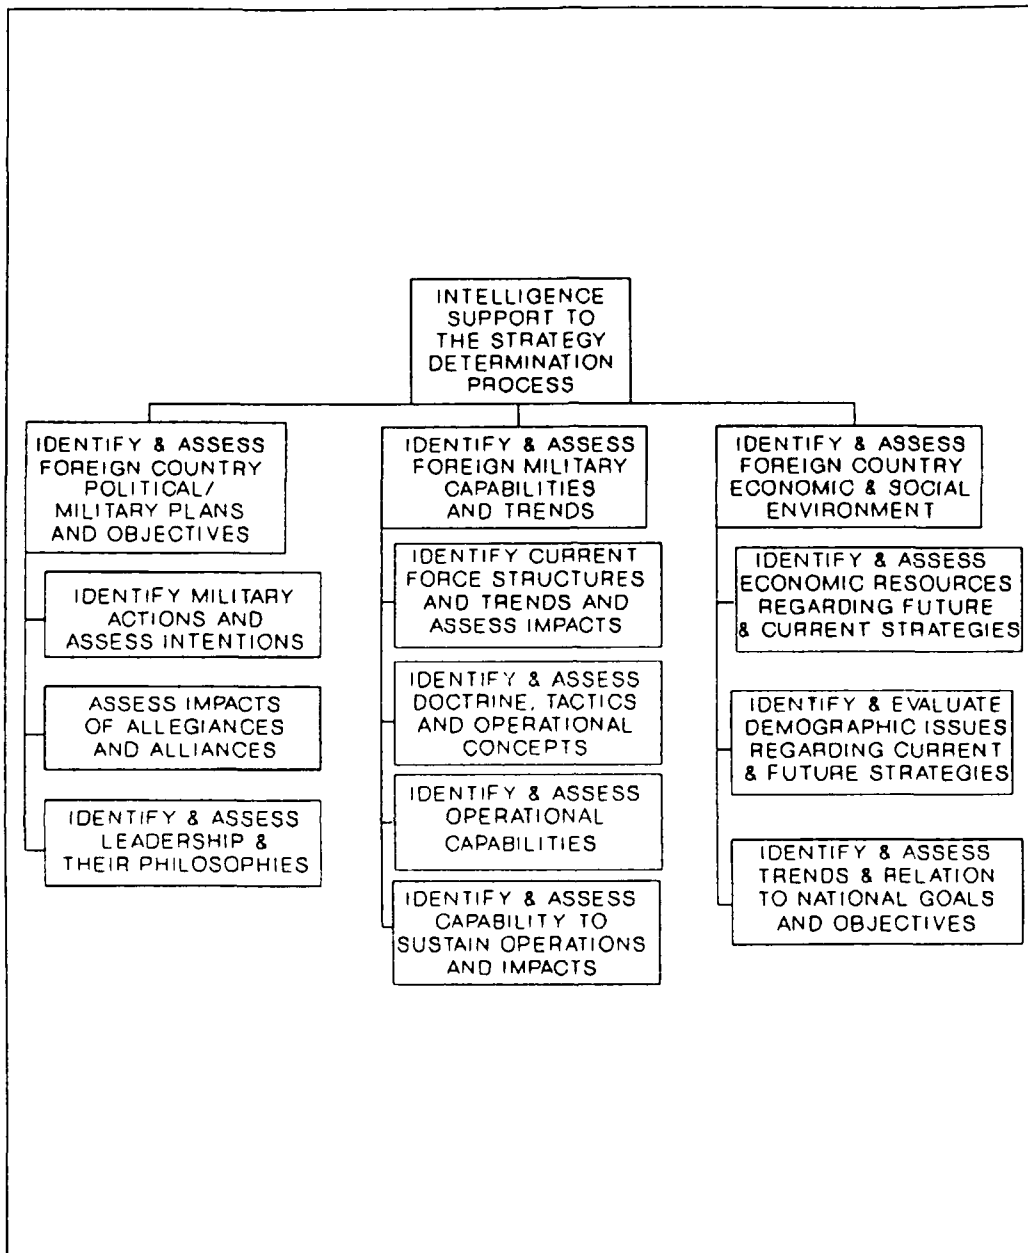 INTELLIGENCE
SUPPORT TO
THE STRATEGY
DETERMINATION
PROCESS
IDENTIFY & ASSESS
FOREIGN COUNTRY
POLITICAL/
MILITARY PLANS
AND OBJECTIVES
IDENTIFY MILITARY
ACTIONS AND
ASSESS INTENTIONS
ASSESS IMPACTS
OF ALLEGIANCES
AND ALLIANCES
IDENTIFY & ASSESS
LEADERSHIP &
THEIR PHILOSOPHIES
IDENTIFY & ASSESS
FOREIGN MILITARY
CAPABILITIES
AND TRENDS
IDENTIFY CURRENT
FORCE STRUCTURES
AND TRENDS AND
ASSESS IMPACTS
IDENTIFY & ASSESS
DOCTRINE, TACTICS
AND OPERATIONAL
CONCEPTS
IDENTIFY & ASSESS
OPERATIONAL
CAPABILITIES
IDENTIFY & ASSESS
CAPABILITY TO
SUSTAIN OPERATIONS
AND IMPACTS
IDENTIFY & ASSESS
FOREIGN COUNTRY
ECONOMIC & SOCIAL
ENVIRONMENT
IDENTIFY & ASSESS
ECONOMIC RESOURCES
REGARDING FUTURE
& CURRENT STRATEGIES
IDENTIFY & EVALUATE
DEMOGRAPHIC ISSUES
REGARDING CURRENT
& FUTURE STRATEGIES
IDENTIFY & ASSESS
TRENDS & RELATION
TO NATIONAL GOALS
AND OBJECTIVES